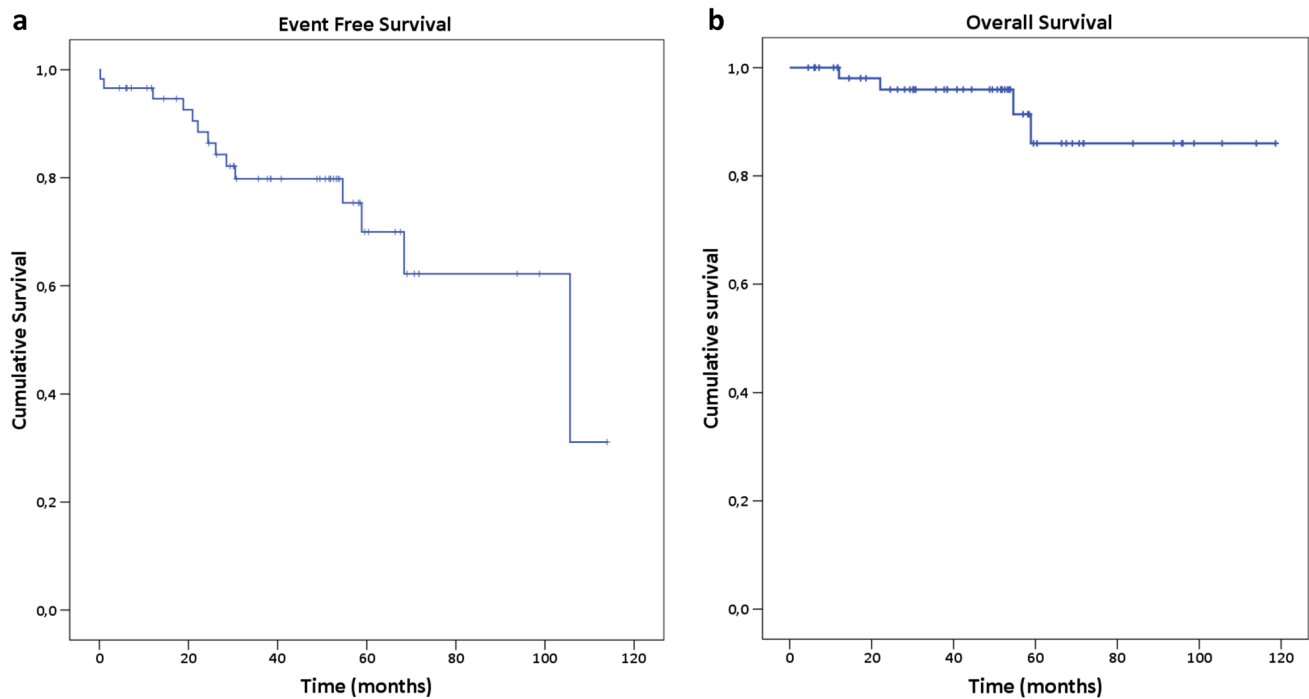 a
Event Free Survival
1,0
0,8
0,6
0,4
0,2
0,0
Cumulative Survival
0 20 40 60 80 100 120
Time (months)
b
Overall Survival
1,0
0,8
0,6
0,4
0,2
0,0
Cumulative survival
0 20 40 60 80 100 120
Time (months)